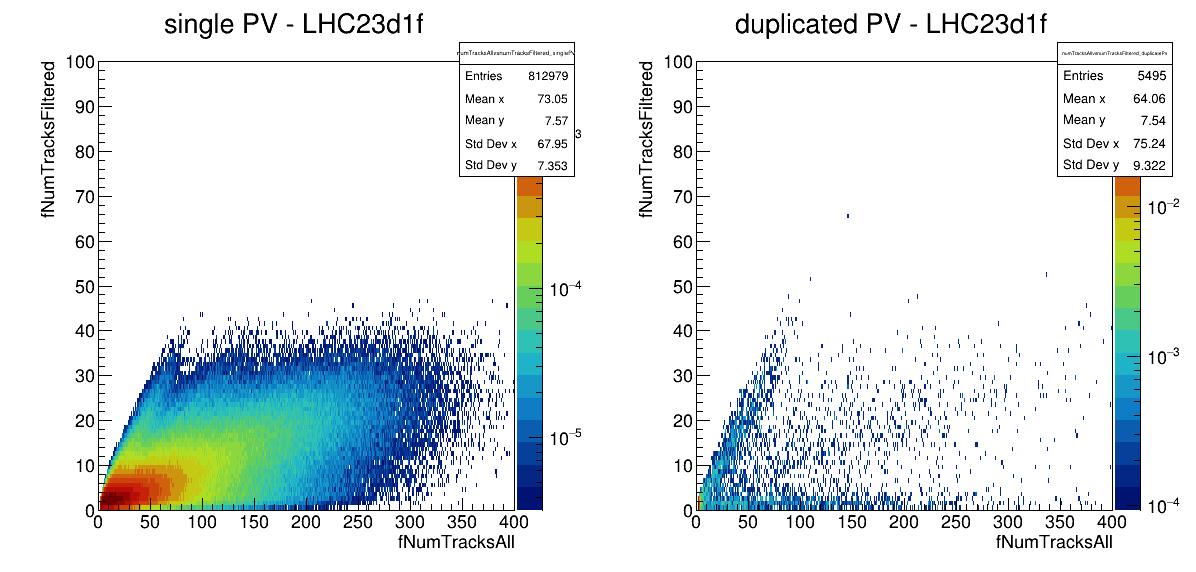 single PV - LHC23d1f
numTracksAllvsnumTracksFiltered_singlePV
Entries 812979
Mean x 73.05
Mean y 7.57
Std Dev x 67.95
Std Dev y 7.353
3
fNumTracksFiltered
100
90
80
70
60
50
40
30
20
10
0
10−4
10−5
0 50 100 150 200 250 300 350 400
fNumTracksAll
duplicated PV - LHC23d1f
numTracksAllvsnumTracksFiltered_duplicatePV
Entries 5495
Mean x 64.06
Mean y 7.54
Std Dev x 75.24
Std Dev y 9.322
fNumTracksFiltered
100
90
80
70
60
50
40
30
20
10
0
10−2
10−3
10−4
0 50 100 150 200 250 300 350 400
fNumTracksAll